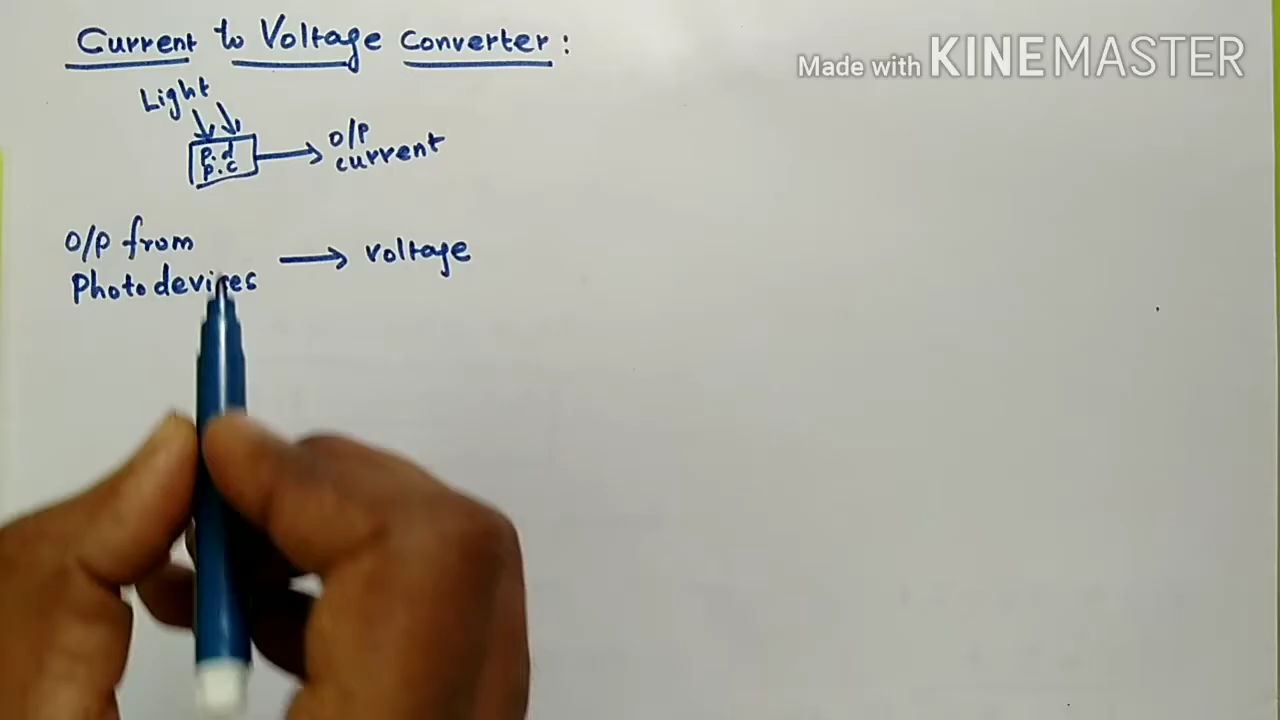 Current to Voltage Converter:
Made with KINEMASTER
Light
p.d
p.c
O/P
current
O/P from
Photo devices
voltage